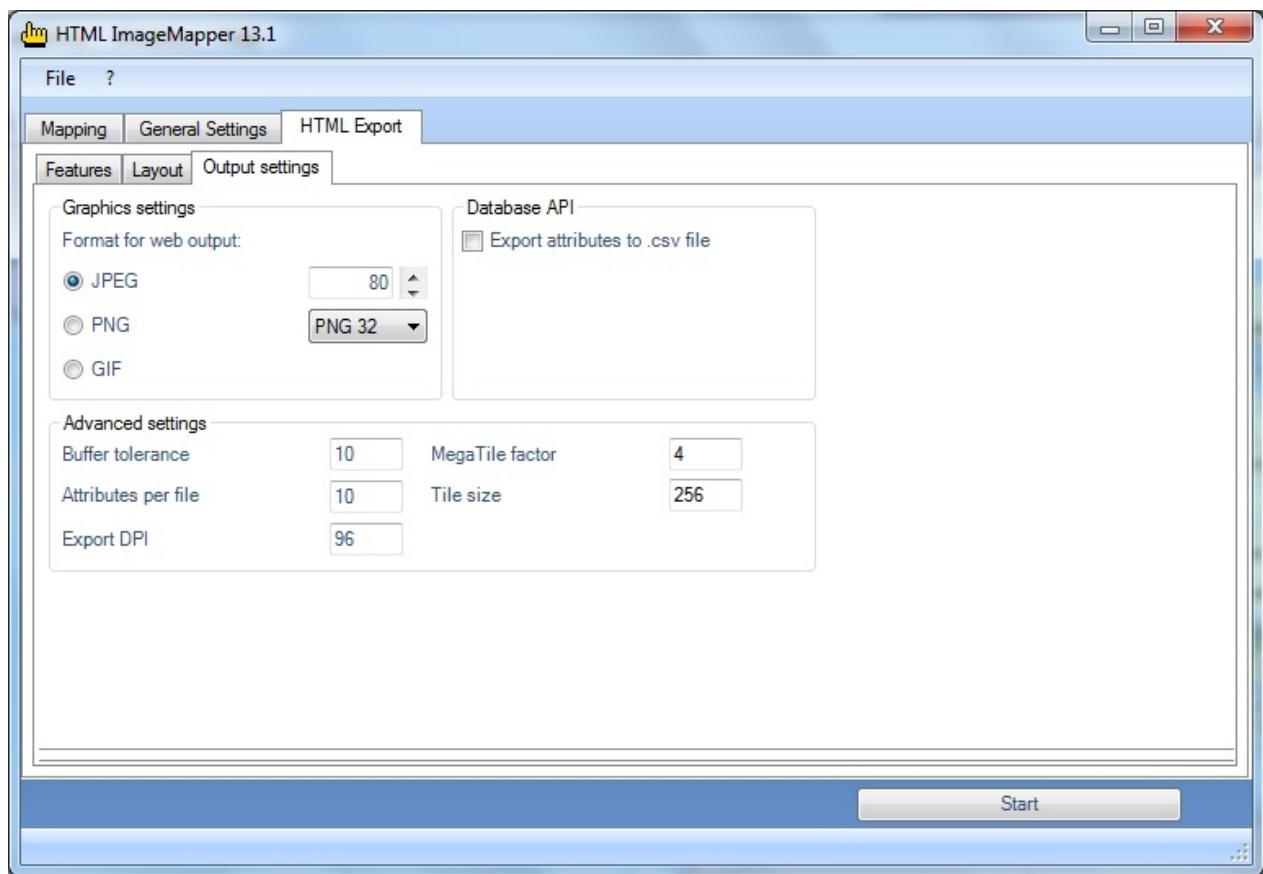 HTML ImageMapper 13.1
File ?
Mapping General Settings HTML Export
Features Layout Output settings
Graphics settings
Format for web output:
JPEG 80
PNG PNG 32
GIF
Database API
Export attributes to .csv file
Advanced settings
Buffer tolerance 10 MegaTile factor 4
Attributes per file 10 Tile size 256
Export DPI 96
Start